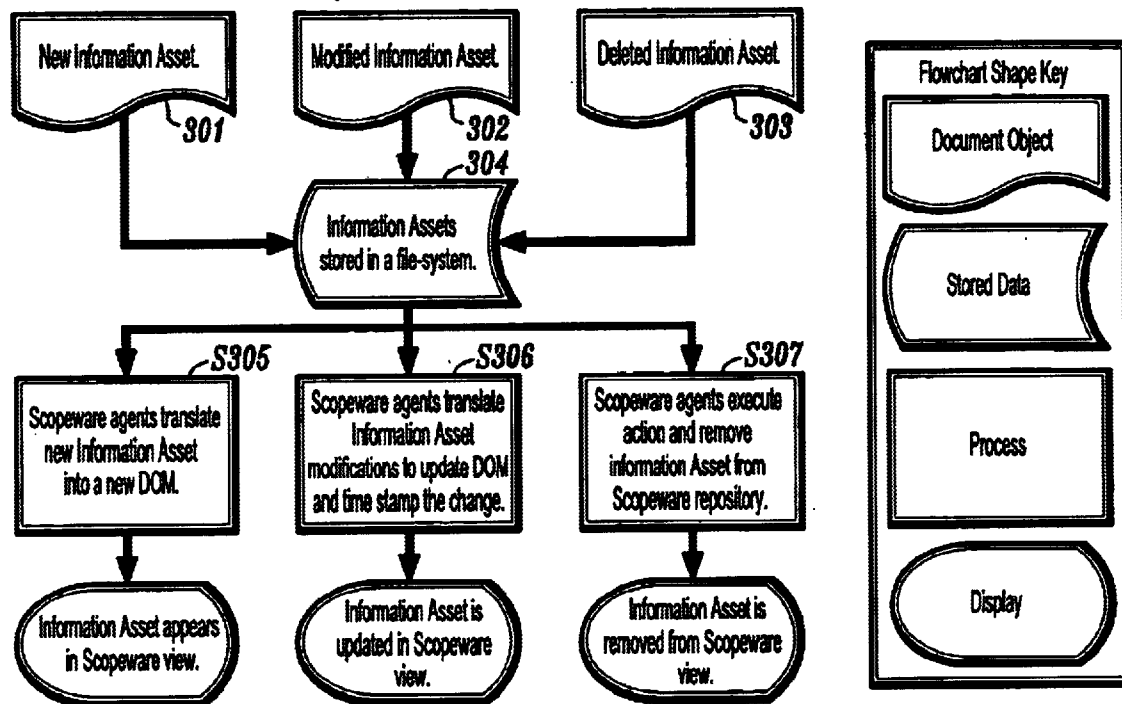 New Information Asset.
301
Modified Information Asset.
302
Deleted Information Asset.
303
304
Information Assets
stored in a file-system.
S305
Scopeware agents translate
new Information Asset
into a new DOM.
S306
Scopeware agents translate
Information Asset
modifications to update DOM
and time stamp the change.
S307
Scopeware agents execute
action and remove
information Asset from
Scopeware repository.
Information Asset appears
in Scopeware view.
Information Asset is
updated in Scopeware
view.
Information Asset is
removed from Scopeware
view.
Flowchart Shape Key
Document Object
Stored Data
Process
Display